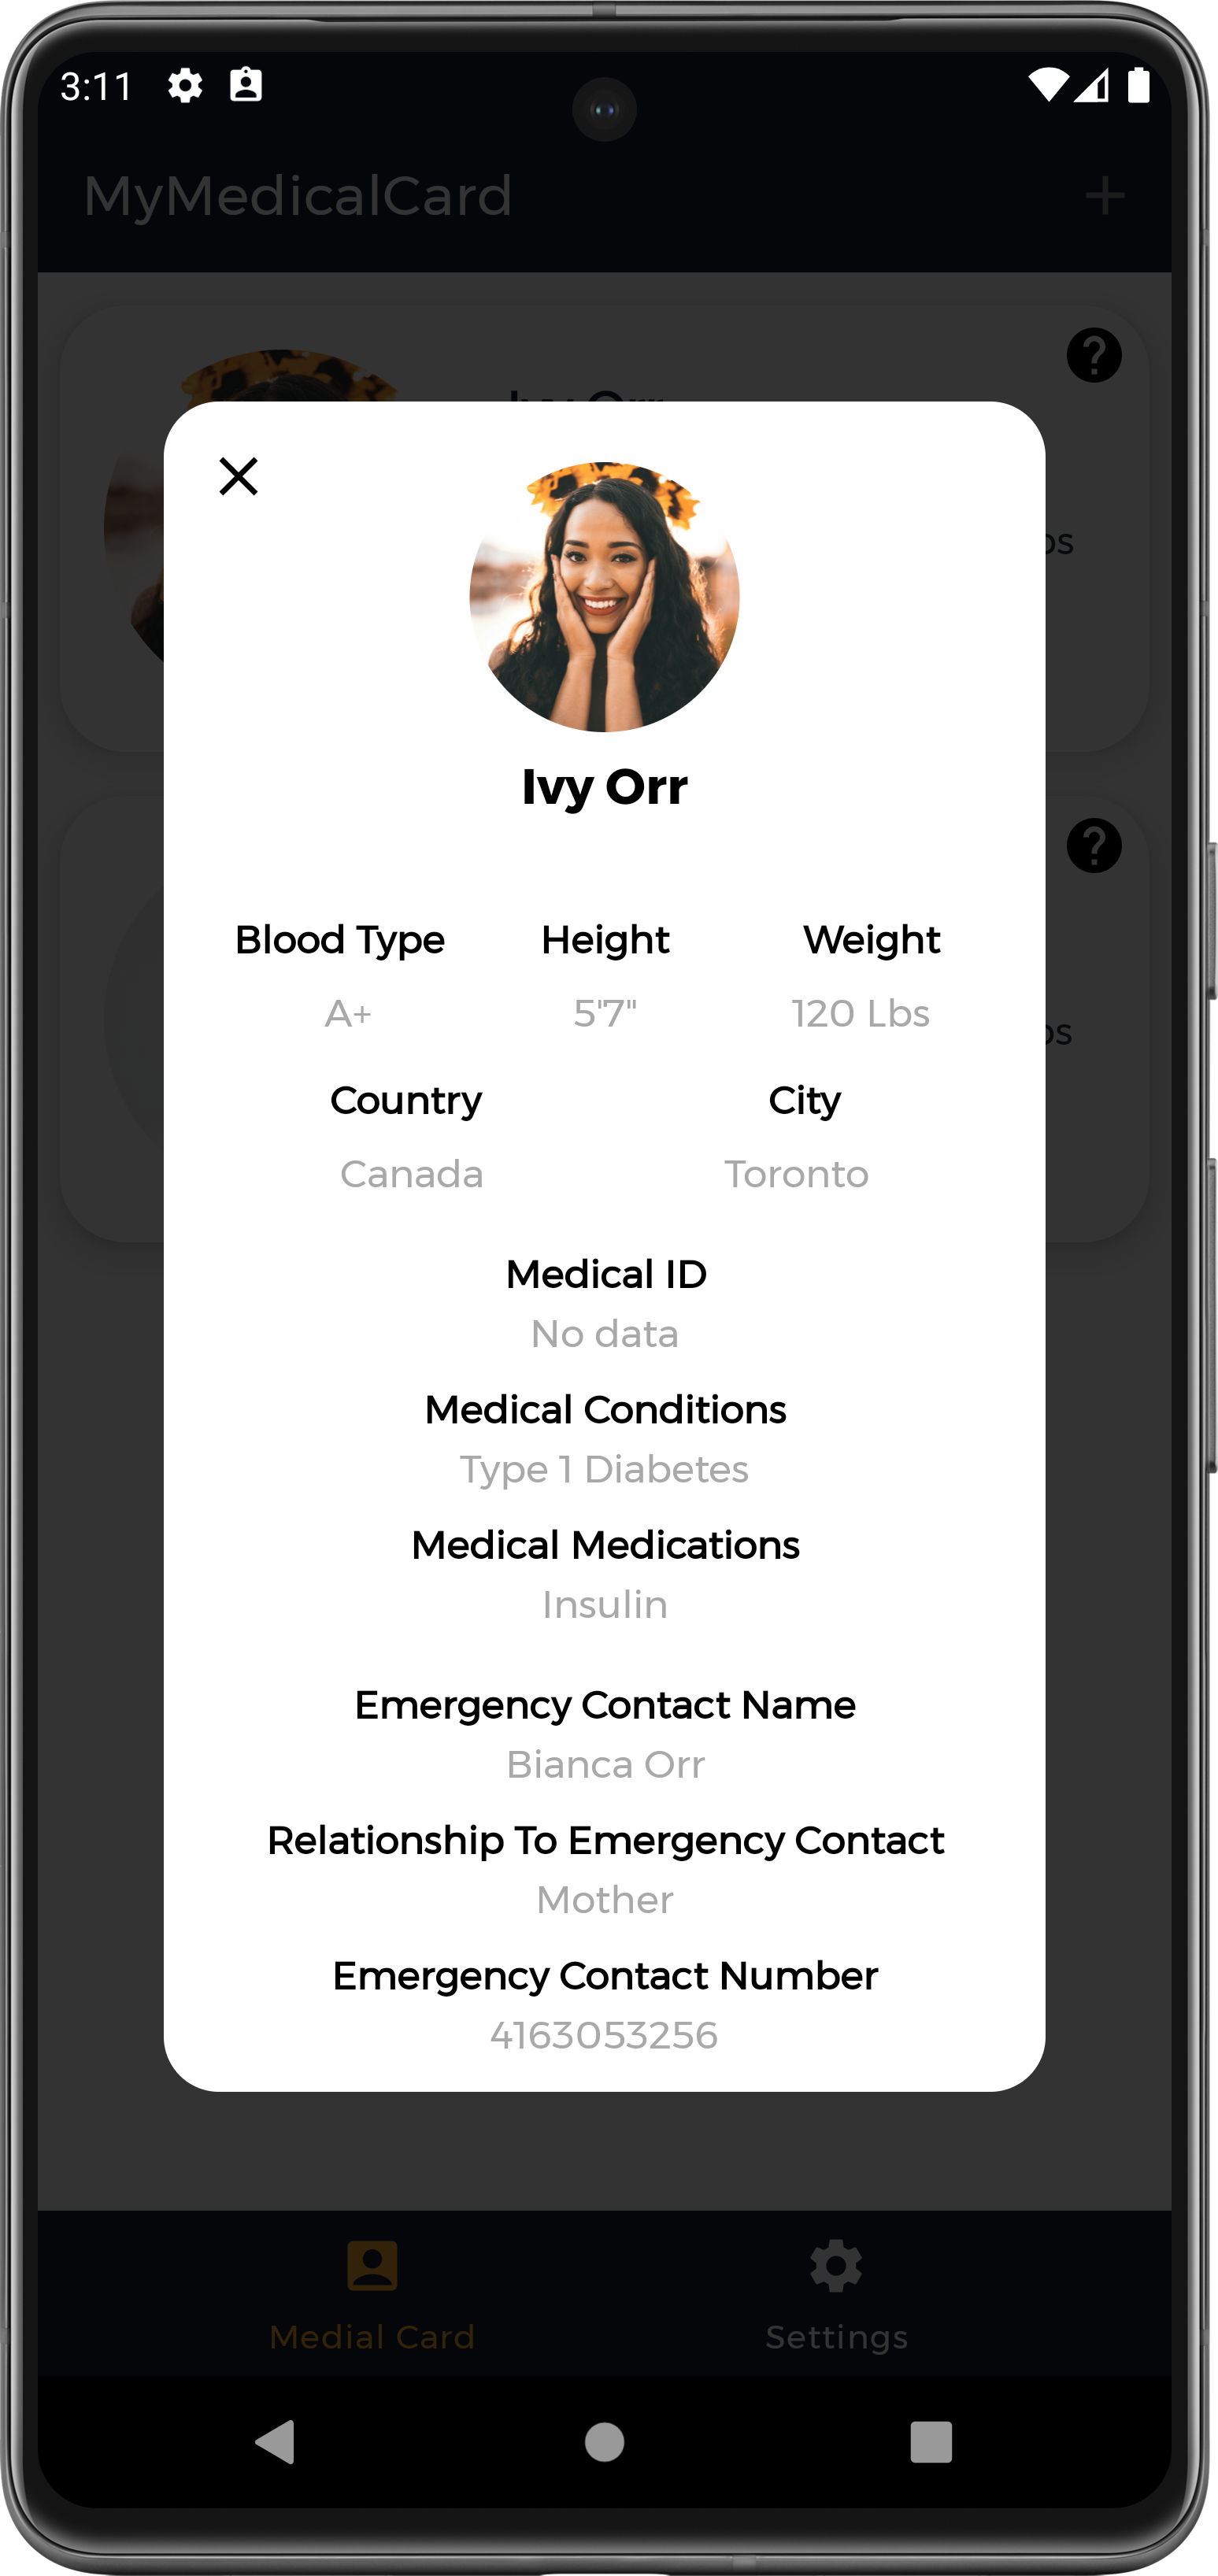 3:11
MyMedicalCard
Ivy Orr
Blood Type Height Weight
A+ 5'7" 120 Lbs
Country City
Canada Toronto
Medical ID
No data
Medical Conditions
Type 1 Diabetes
Medical Medications
Insulin
Emergency Contact Name
Bianca Orr
Relationship To Emergency Contact
Mother
Emergency Contact Number
4163053256
Medial Card Settings